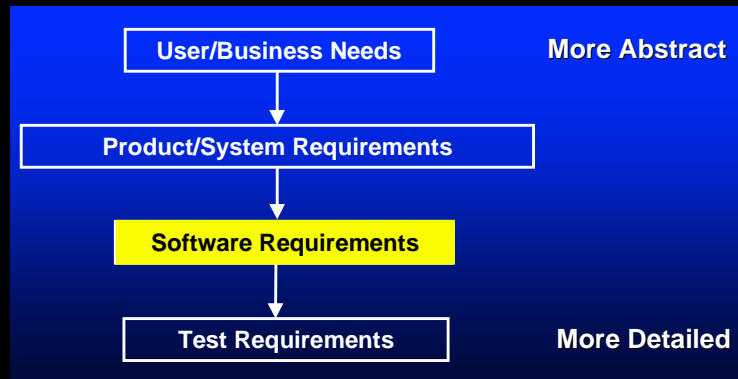 User/Business Needs
More Abstract
Product/System Requirements
Software Requirements
Test Requirements
More Detailed